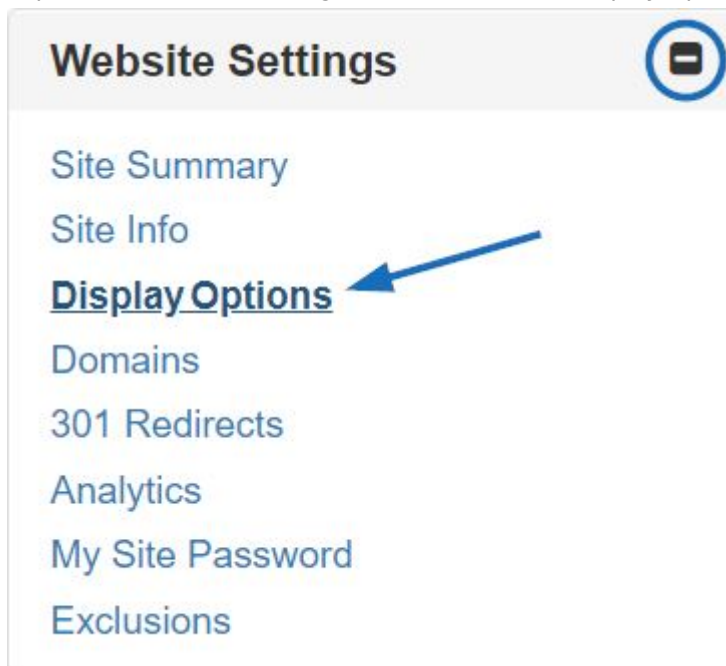 Website Settings
Site Summary
Site Info
Display Options
Domains
301 Redirects
Analytics
My Site Password
Exclusions